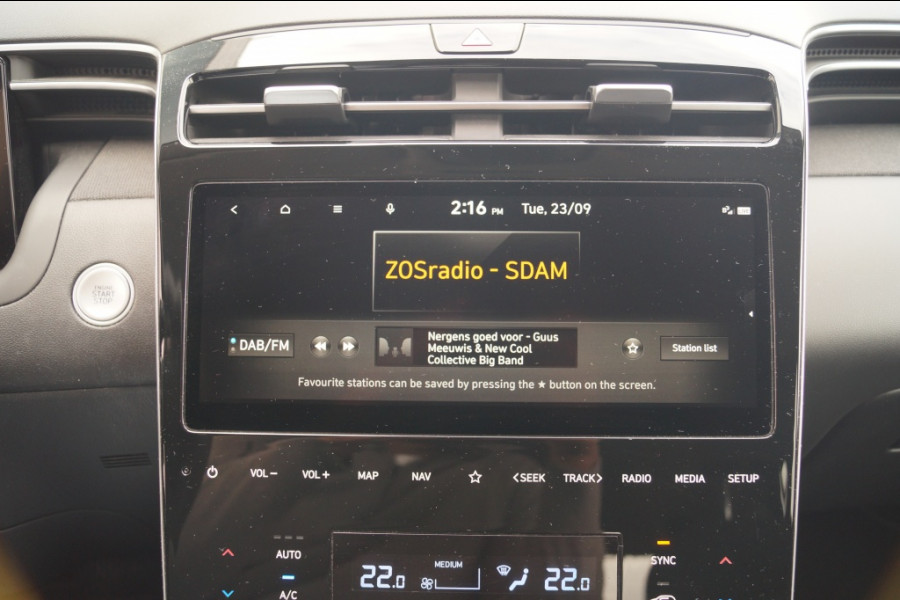 2:16 PM Tue, 23/09
ZOSradio - SDAM
ENGINE
START
STOP
DAB/FM
Nergens goed voor - Guus
Meeuwis & New Cool
Collective Big Band
Station list
Favourite stations can be saved by pressing the ★ button on the screen.
VOL− VOL+ MAP NAV ☆ <SEEK TRACK> RADIO MEDIA SETUP
AUTO
SYNC
MEDIUM
22.0 22.0
A/C